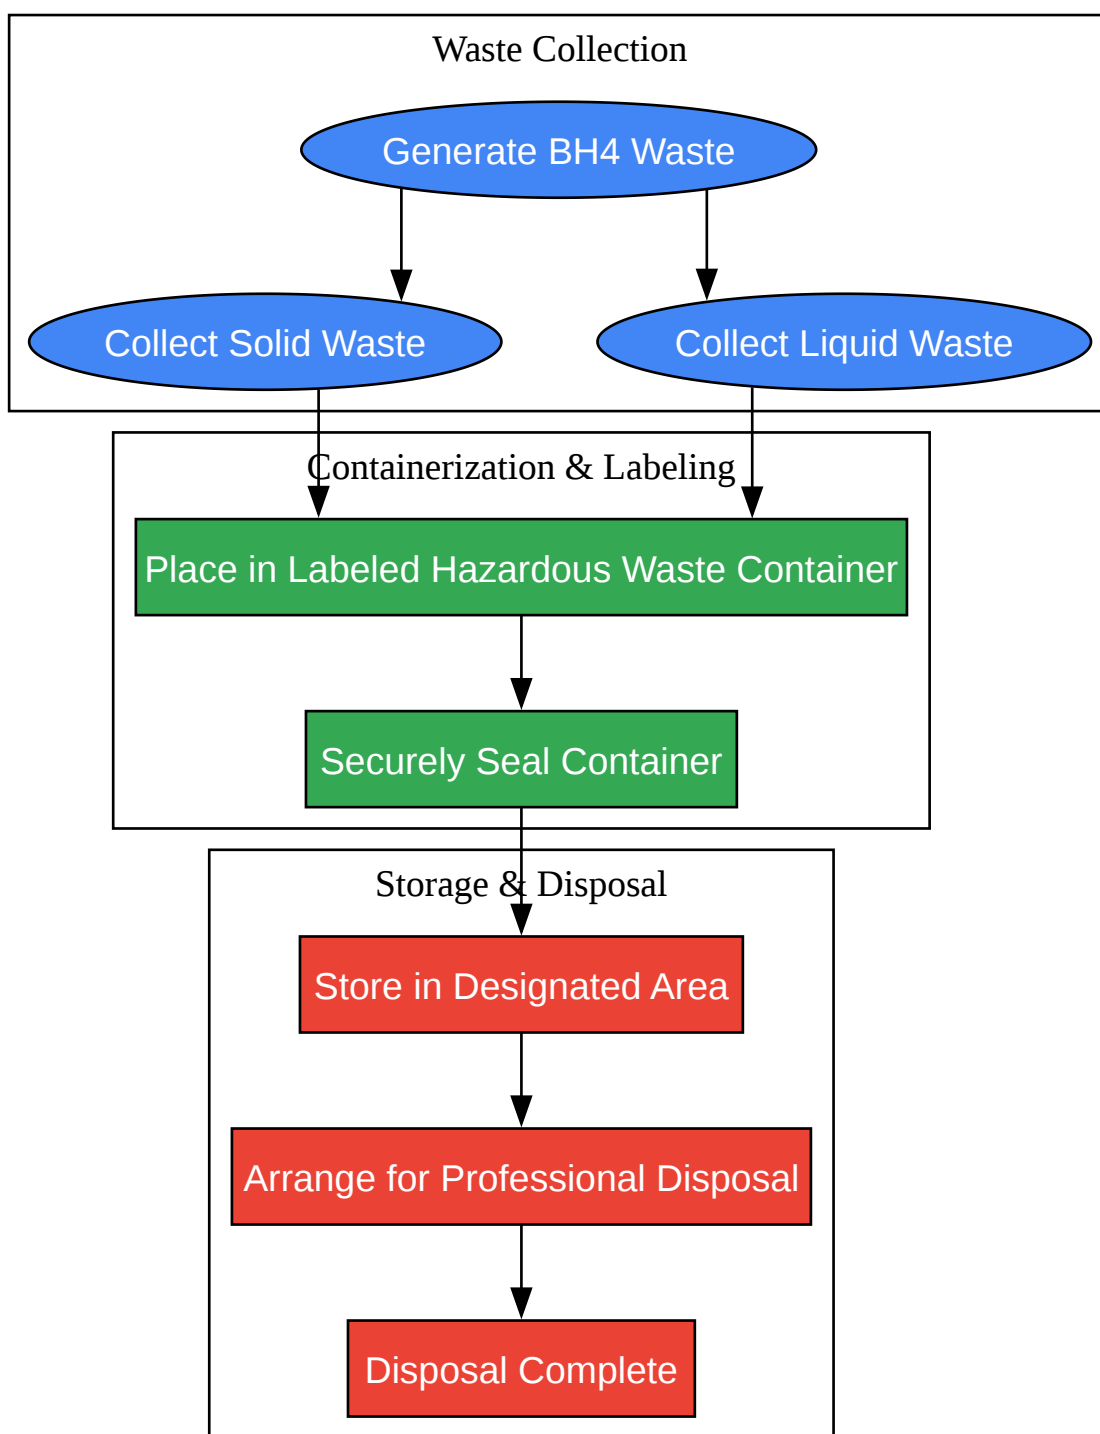 Waste Collection
Generate BH4 Waste
Collect Solid Waste
Collect Liquid Waste
Containerization & Labeling
Place in Labeled Hazardous Waste Container
Securely Seal Container
Storage & Disposal
Store in Designated Area
Arrange for Professional Disposal
Disposal Complete